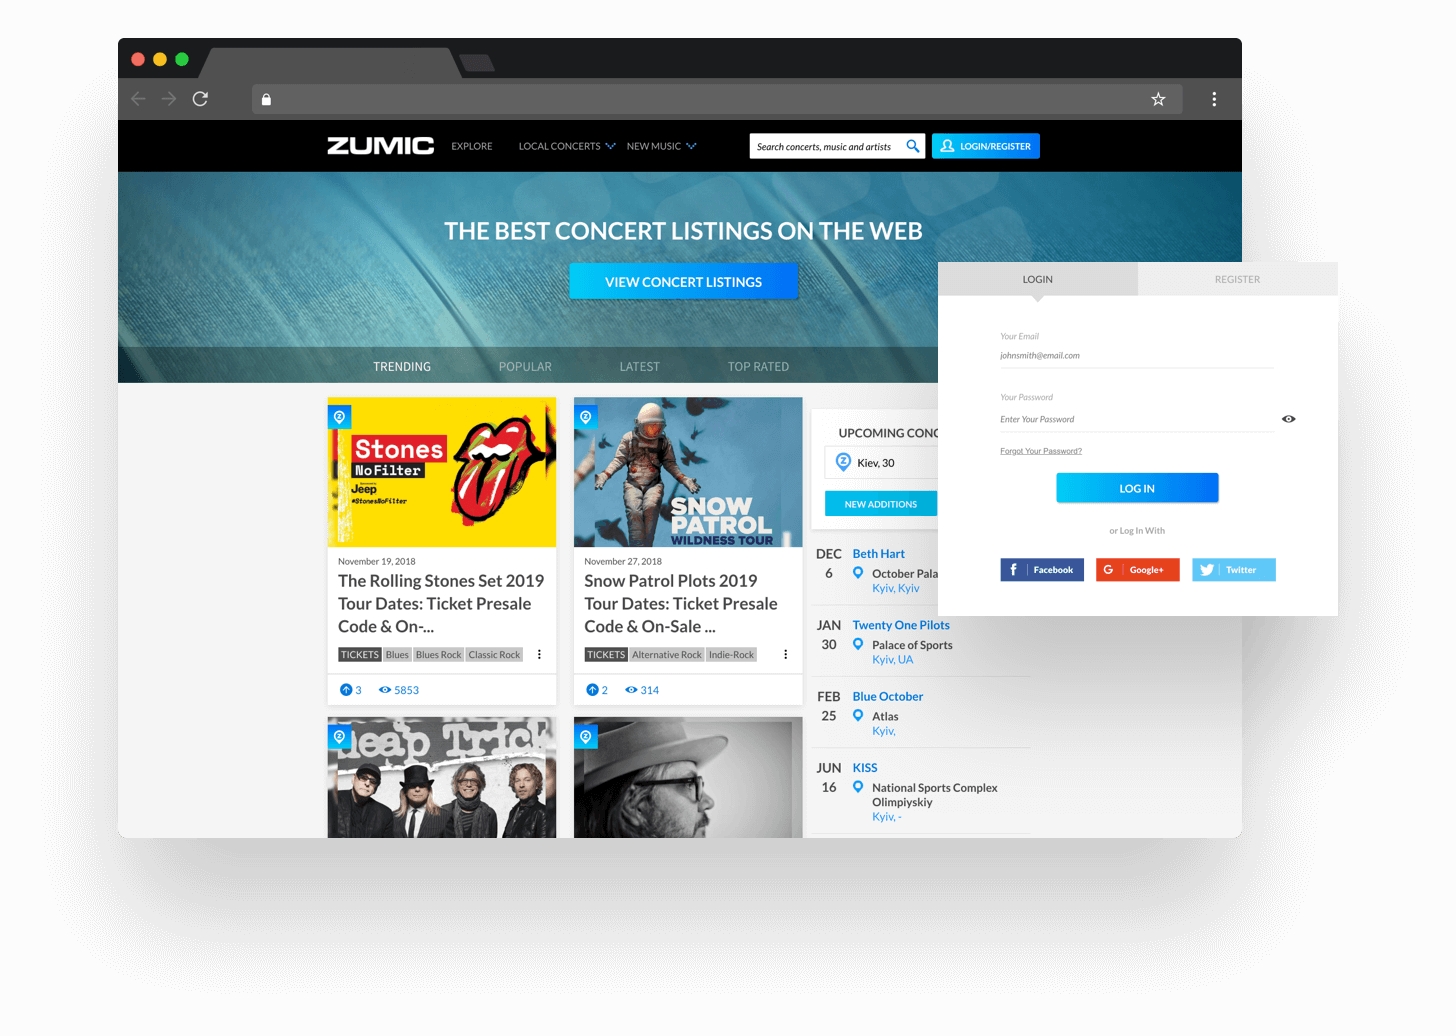 ZUMIC
EXPLORE
LOCAL CONCERTS
NEW MUSIC
Search concerts, music and artists
LOGIN/REGISTER
THE BEST CONCERT LISTINGS ON THE WEB
VIEW CONCERT LISTINGS
TRENDING
POPULAR
LATEST
TOP RATED
Stones
NoFilter
Jeep
#StonesNoFilter
November 19, 2018
The Rolling Stones Set 2019
Tour Dates: Ticket Presale
Code & On-...
TICKETS Blues Blues Rock Classic Rock
3 5853
SNOW
PATROL
WILDNESS TOUR
November 27, 2018
Snow Patrol Plots 2019
Tour Dates: Ticket Presale
Code & On-Sale ...
TICKETS Alternative Rock Indie-Rock
2 314
Cheap Trick
UPCOMING CONC
Kiev, 30
NEW ADDITIONS
DEC
6
Beth Hart
October Pala
Kyiv, Kyiv
JAN
30
Twenty One Pilots
Palace of Sports
Kyiv, UA
FEB
25
Blue October
Atlas
Kyiv,
JUN
16
KISS
National Sports Complex
Olimpiyskiy
Kyiv, -
LOGIN
REGISTER
Your Email
johnsmith@email.com
Your Password
Enter Your Password
Forgot Your Password?
LOG IN
or Log In With
f Facebook
G Google+
Twitter